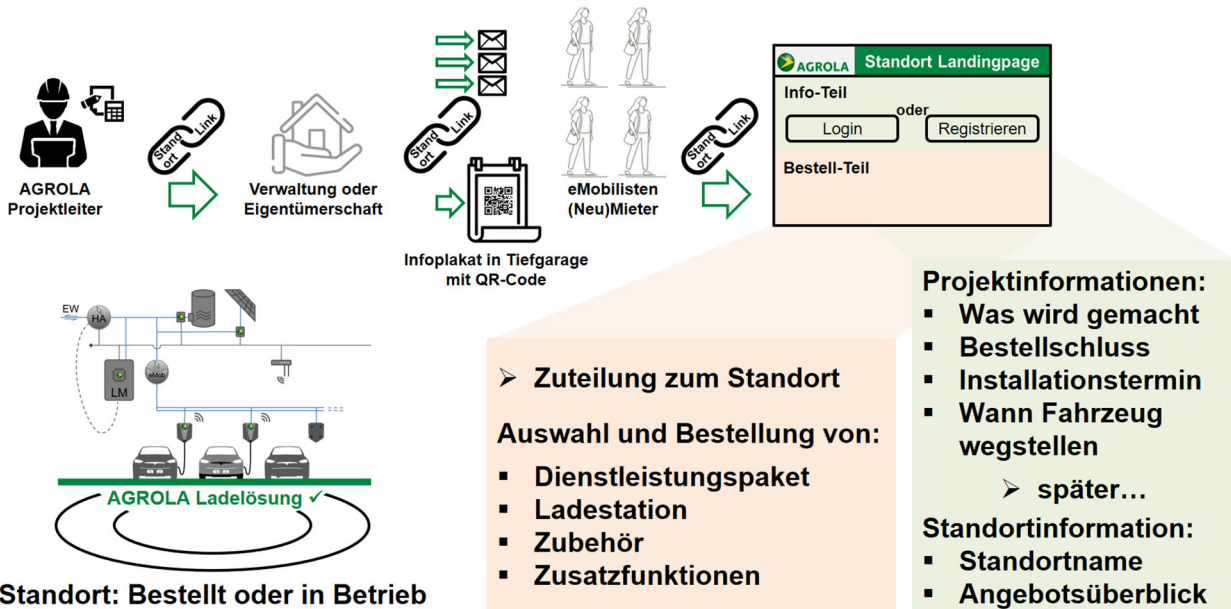 AGROLA
Projektleiter
Stand
ort
Link
Verwaltung oder
Eigentümerschaft
Stand
ort
Link
Infoplakat in Tiefgarage
mit QR-Code
eMobilisten
(Neu)Mieter
Stand
ort
Link
AGROLA
Standort Landingpage
Info-Teil
oder
Login
Registrieren
Bestell-Teil
EW
HA
LM
eMob
AGROLA Ladelösung ✓
Standort: Bestellt oder in Betrieb
➢ Zuteilung zum Standort
Auswahl und Bestellung von:
▪ Dienstleistungspaket
▪ Ladestation
▪ Zubehör
▪ Zusatzfunktionen
Projektinformationen:
▪ Was wird gemacht
▪ Bestellschluss
▪ Installationstermin
▪ Wann Fahrzeug
wegstellen
➢ später…
Standortinformation:
▪ Standortname
▪ Angebotsüberblick